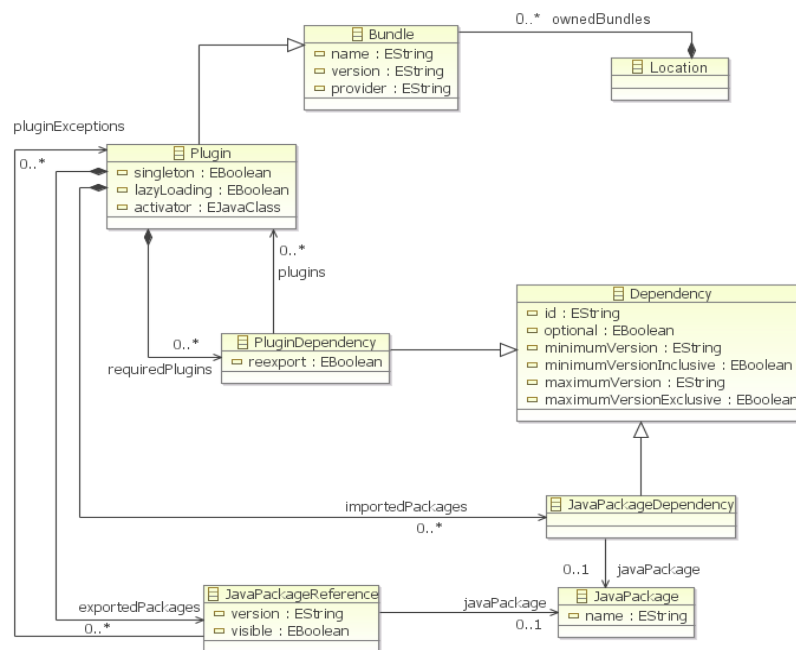 Bundle
name : EString
version : EString
provider : EString
0..* ownedBundles
Location
pluginExceptions
0..*
Plugin
singleton : EBoolean
lazyLoading : EBoolean
activator : EJavaClass
0..*
plugins
0..*
requiredPlugins
PluginDependency
reexport : EBoolean
Dependency
id : EString
optional : EBoolean
minimumVersion : EString
minimumVersionInclusive : EBoolean
maximumVersion : EString
maximumVersionExclusive : EBoolean
importedPackages
0..*
JavaPackageDependency
0..1
javaPackage
exportedPackages
0..*
JavaPackageReference
version : EString
visible : EBoolean
javaPackage
0..1
JavaPackage
name : EString